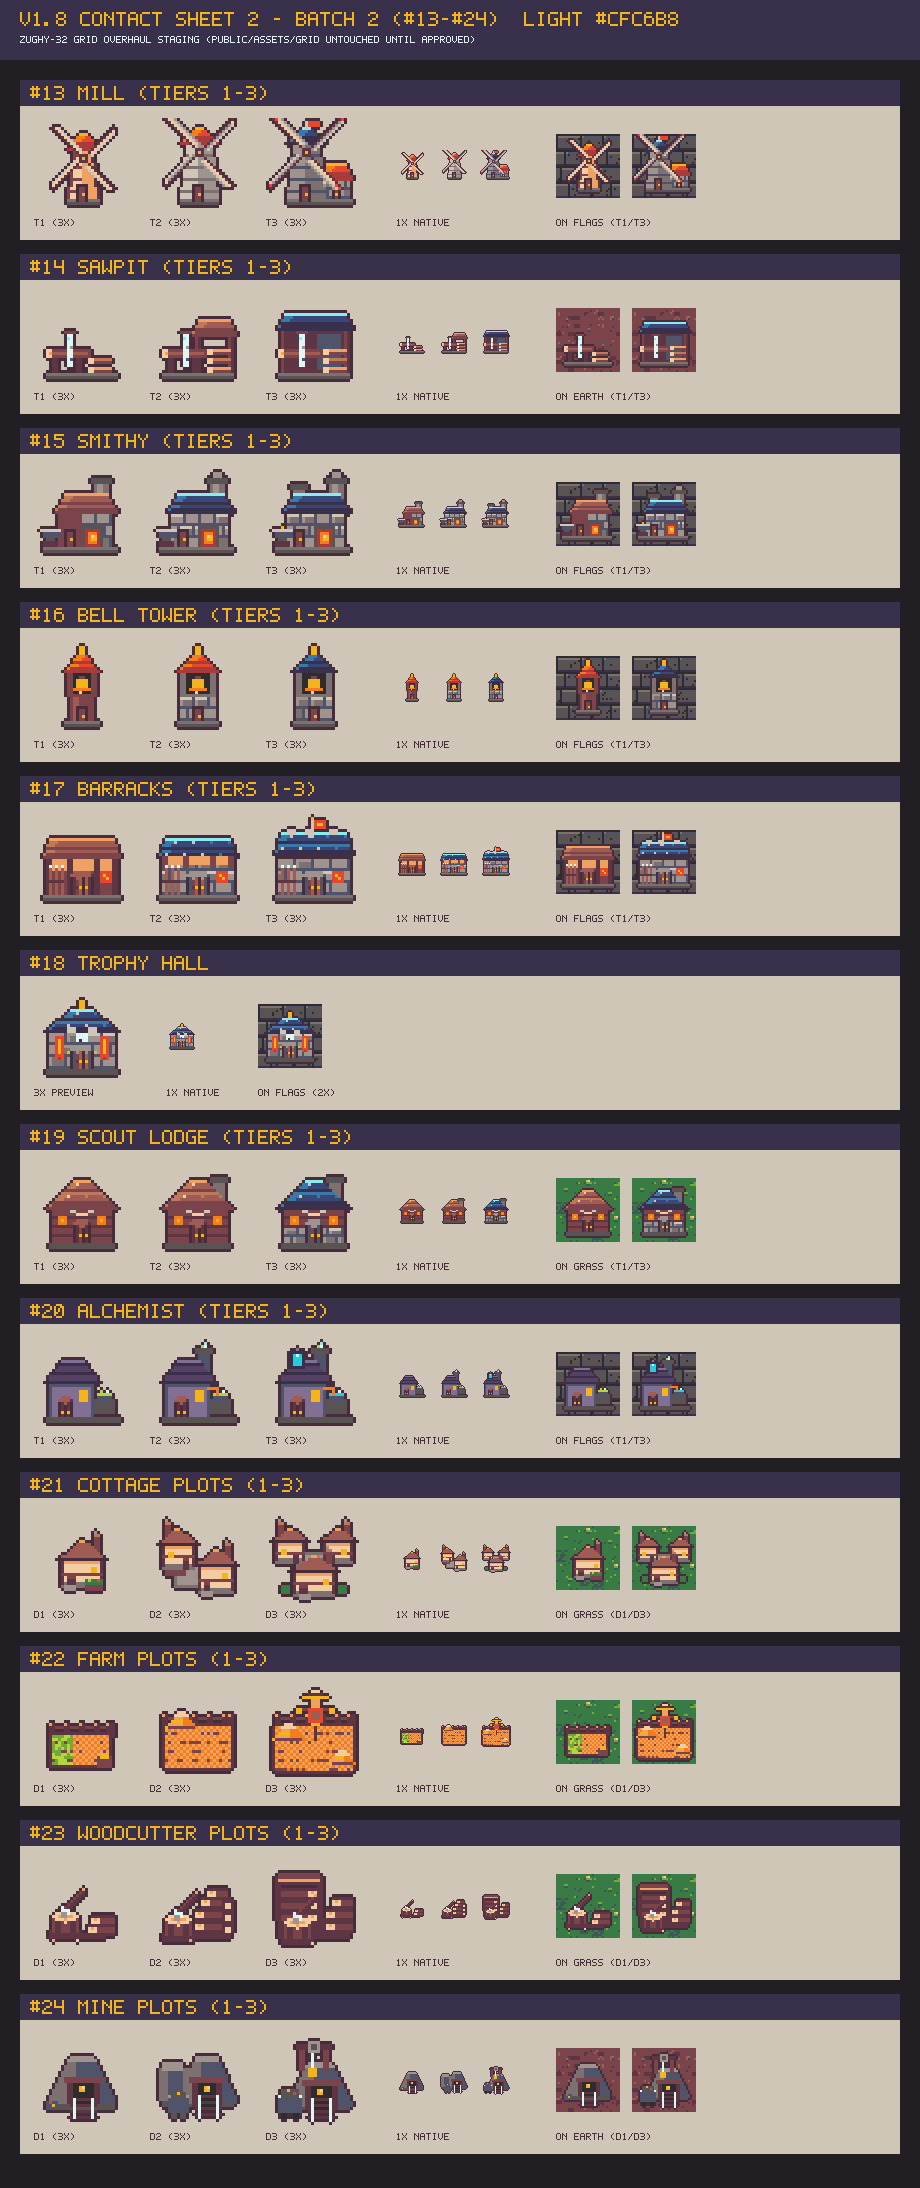 V1.8 CONTACT SHEET 2 - BATCH 2 (#13-#24)  LIGHT #CFC6B8
ZUGHY-32 GRID OVERHAUL STAGING (PUBLIC/ASSETS/GRID UNTOUCHED UNTIL APPROVED)
#13 MILL (TIERS 1-3)
T1 (3X) T2 (3X) T3 (3X) 1X NATIVE ON FLAGS (T1/T3)
#14 SAWPIT (TIERS 1-3)
T1 (3X) T2 (3X) T3 (3X) 1X NATIVE ON EARTH (T1/T3)
#15 SMITHY (TIERS 1-3)
T1 (3X) T2 (3X) T3 (3X) 1X NATIVE ON FLAGS (T1/T3)
#16 BELL TOWER (TIERS 1-3)
T1 (3X) T2 (3X) T3 (3X) 1X NATIVE ON FLAGS (T1/T3)
#17 BARRACKS (TIERS 1-3)
T1 (3X) T2 (3X) T3 (3X) 1X NATIVE ON FLAGS (T1/T3)
#18 TROPHY HALL
3X PREVIEW 1X NATIVE ON FLAGS (2X)
#19 SCOUT LODGE (TIERS 1-3)
T1 (3X) T2 (3X) T3 (3X) 1X NATIVE ON GRASS (T1/T3)
#20 ALCHEMIST (TIERS 1-3)
T1 (3X) T2 (3X) T3 (3X) 1X NATIVE ON FLAGS (T1/T3)
#21 COTTAGE PLOTS (1-3)
D1 (3X) D2 (3X) D3 (3X) 1X NATIVE ON GRASS (D1/D3)
#22 FARM PLOTS (1-3)
D1 (3X) D2 (3X) D3 (3X) 1X NATIVE ON GRASS (D1/D3)
#23 WOODCUTTER PLOTS (1-3)
D1 (3X) D2 (3X) D3 (3X) 1X NATIVE ON GRASS (D1/D3)
#24 MINE PLOTS (1-3)
D1 (3X) D2 (3X) D3 (3X) 1X NATIVE ON EARTH (D1/D3)